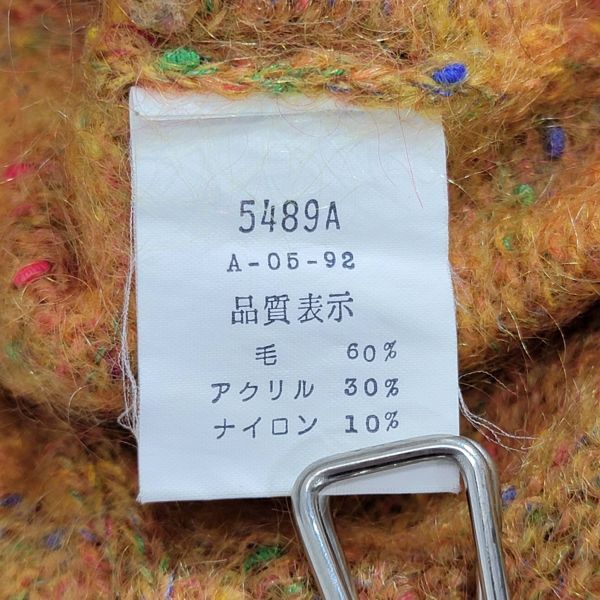 5489A
A-05-92
品質表示
毛 60%
アクリル 30%
ナイロン 10%